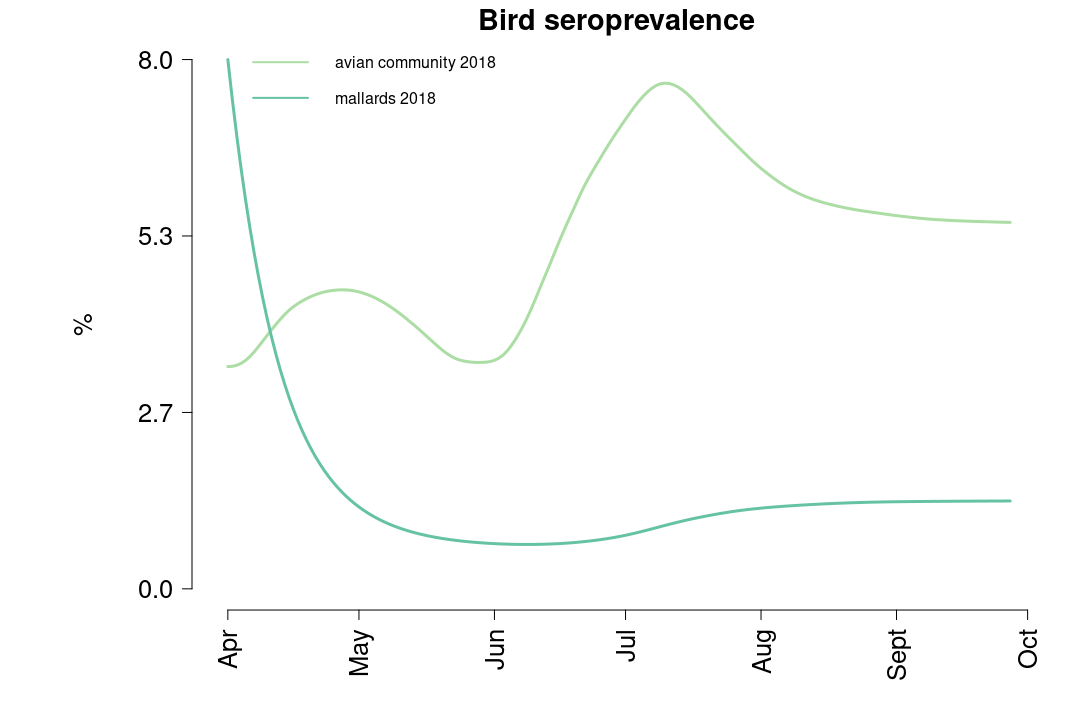 Bird seroprevalence
avian community 2018
mallards 2018
8.0
5.3
2.7
0.0
%
Apr
May
Jun
Jul
Aug
Sept
Oct